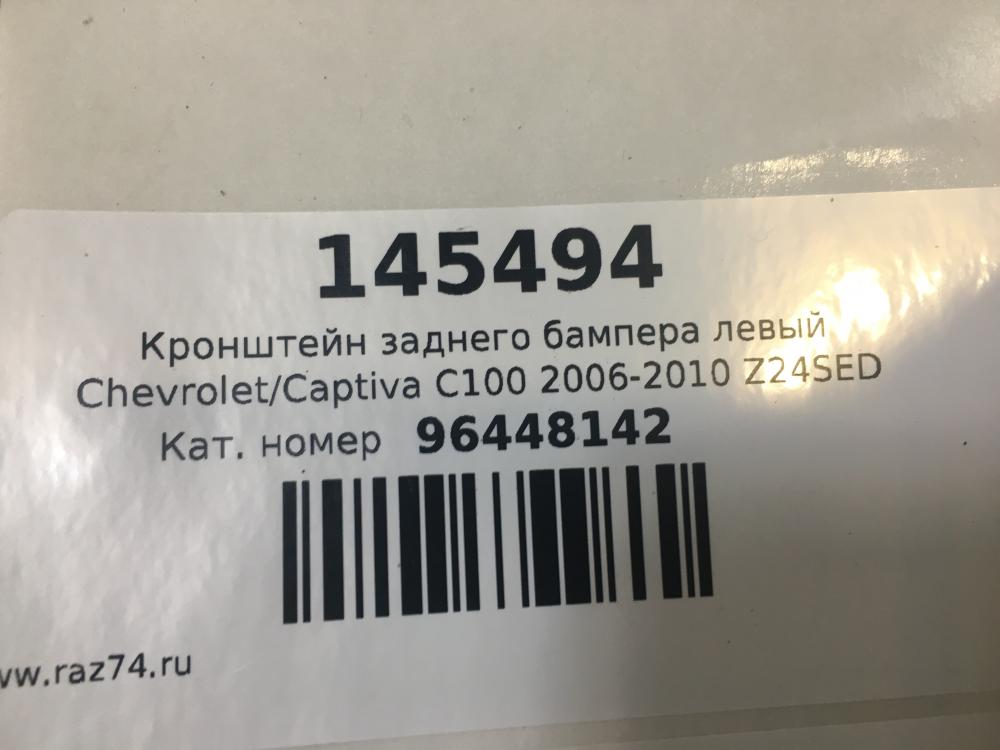 145494
Кронштейн заднего бампера левый
Chevrolet/Captiva C100 2006-2010 Z24SED
Кат. номер 96448142
ww.raz74.ru